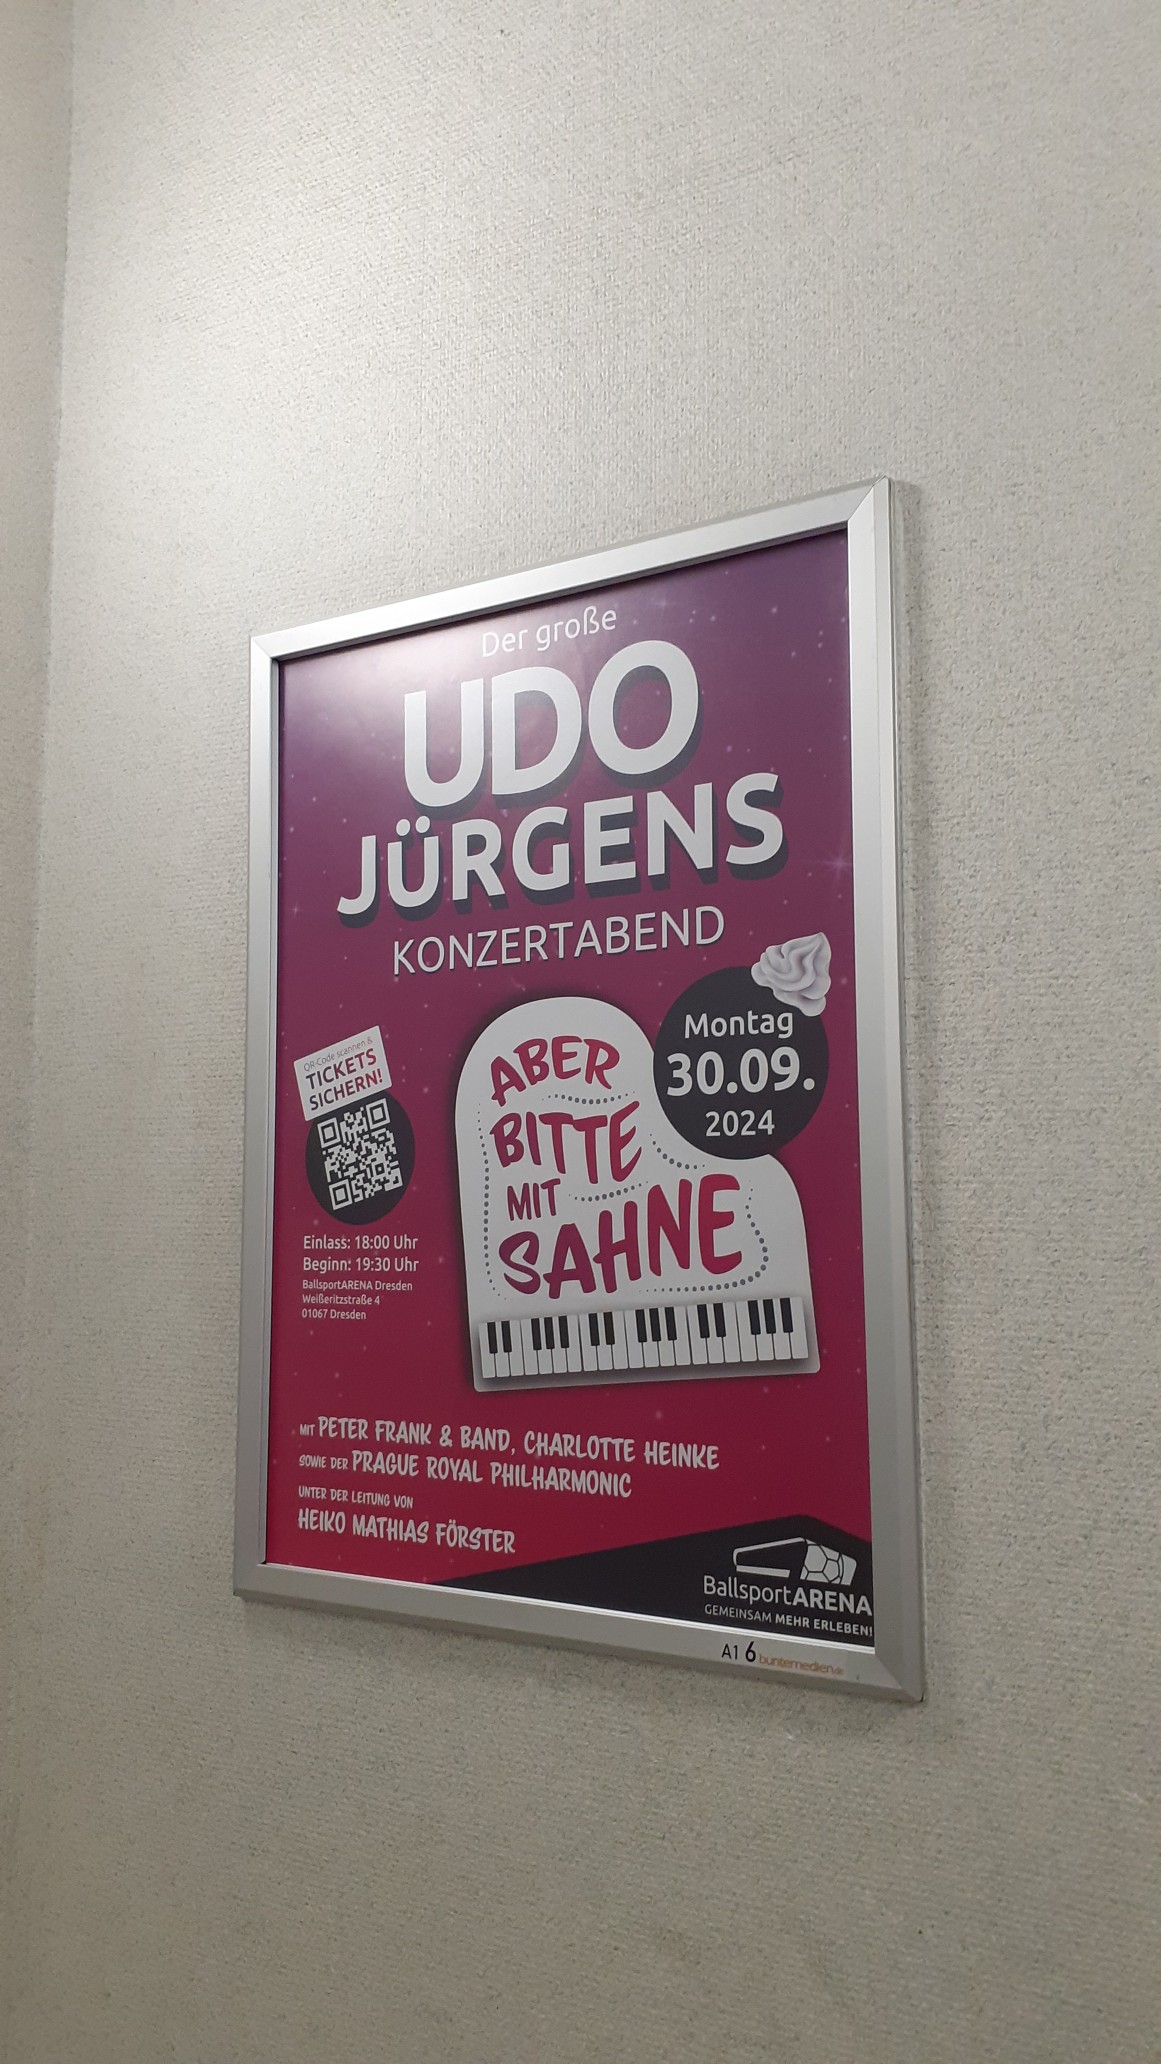 Der große
UDO
JÜRGENS
KONZERTABEND
Montag
30.09.
2024
ABER
BITTE
MIT
SAHNE
QR-Code scannen &
TICKETS
SICHERN!
Einlass: 18:00 Uhr
Beginn: 19:30 Uhr
BallsportARENA Dresden
Weißeritzstraße 4
01067 Dresden
MIT PETER FRANK & BAND, CHARLOTTE HEINKE
SOWIE DER PRAGUE ROYAL PHILHARMONIC
UNTER DER LEITUNG VON
HEIKO MATHIAS FÖRSTER
BallsportARENA
GEMEINSAM MEHR ERLEBEN!
A1 6 buntemedien.de